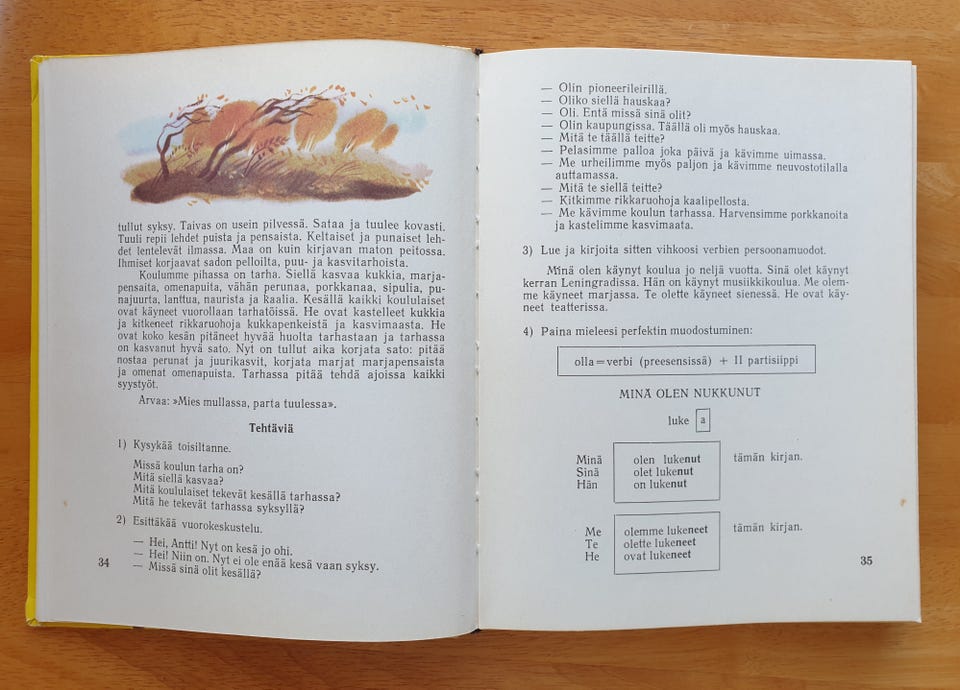 tullut syksy. Taivas on usein pilvessä. Sataa ja tuulee kovasti.
Tuuli repii lehdet puista ja pensaista. Keltaiset ja punaiset leh-
det lentelevät ilmassa. Maa on kuin kirjavan maton peitossa.
Ihmiset korjaavat sadon pelloilta, puu- ja kasvitarhoista.
Koulumme pihassa on tarha. Siellä kasvaa kukkia, marja-
pensaita, omenapuita, vähän perunaa, porkkanaa, sipulia, pu-
najuurta, lanttua, naurista ja kaalia. Kesällä kaikki koululaiset
ovat käyneet vuorollaan tarhatöissä. He ovat kastelleet kukkia
ja kitkeneet rikkaruohoja kukkapenkeistä ja kasvimaasta. He
ovat koko kesän pitäneet hyvää huolta tarhastaan ja tarhassa
on kasvanut hyvä sato. Nyt on tullut aika korjata sato: pitää
nostaa perunat ja juurikasvit, korjata marjat marjapensaista
ja omenat omenapuista. Tarhassa pitää tehdä ajoissa kaikki
syystyöt.
Arvaa: »Mies mullassa, parta tuulessa».
Tehtäviä
1) Kysykää toisiltanne.
Missä koulun tarha on?
Mitä siellä kasvaa?
Mitä koululaiset tekevät kesällä tarhassa?
Mitä he tekevät tarhassa syksyllä?
2) Esittäkää vuorokeskustelu.
— Hei, Antti! Nyt on kesä jo ohi.
— Hei! Niin on. Nyt ei ole enää kesä vaan syksy.
— Missä sinä olit kesällä?
34
— Olin pioneerileirillä.
— Oliko siellä hauskaa?
— Oli. Entä missä sinä olit?
— Olin kaupungissa. Täällä oli myös hauskaa.
— Mitä te täällä teitte?
— Pelasimme palloa joka päivä ja kävimme uimassa.
— Me urheilimme myös paljon ja kävimme neuvostotilalla
auttamassa.
— Mitä te siellä teitte?
— Kitkimme rikkaruohoja kaalipellosta.
— Me kävimme koulun tarhassa. Harvensimme porkkanoita
ja kastelimme kasvimaata.
3) Lue ja kirjoita sitten vihkoosi verbien persoonamuodot.
Minä olen käynyt koulua jo neljä vuotta. Sinä olet käynyt
kerran Leningradissa. Hän on käynyt musiikkikoulua. Me olem-
me käyneet marjassa. Te olette käyneet sienessä. He ovat käy-
neet teatterissa.
4) Paina mieleesi perfektin muodostuminen:
olla=verbi (preesensissä) + II partisiippi
MINÄ OLEN NUKKUNUT
luke a
Minä olen lukenut tämän kirjan.
Sinä olet lukenut
Hän on lukenut
Me olemme lukeneet tämän kirjan.
Te olette lukeneet
He ovat lukeneet
35